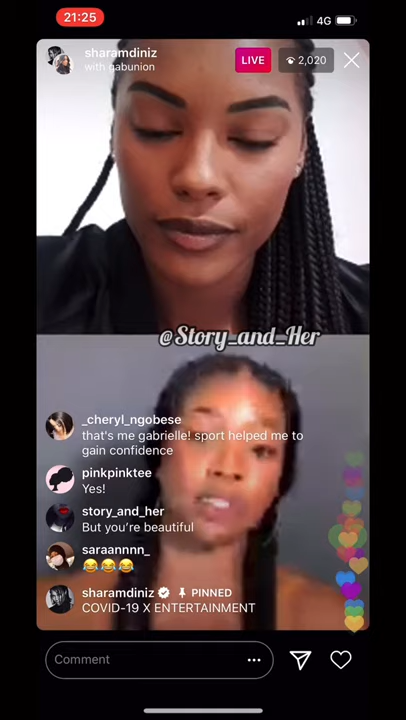 21:25
4G
sharamdiniz
with gabunion
LIVE
2,020
@Story_and_Her
_cheryl_ngobese
that's me gabrielle! sport helped me to
gain confidence
pinkpinktee
Yes!
story_and_her
But you're beautiful
saraannnn_
😂😂😂
sharamdiniz PINNED
COVID-19 X ENTERTAINMENT
Comment